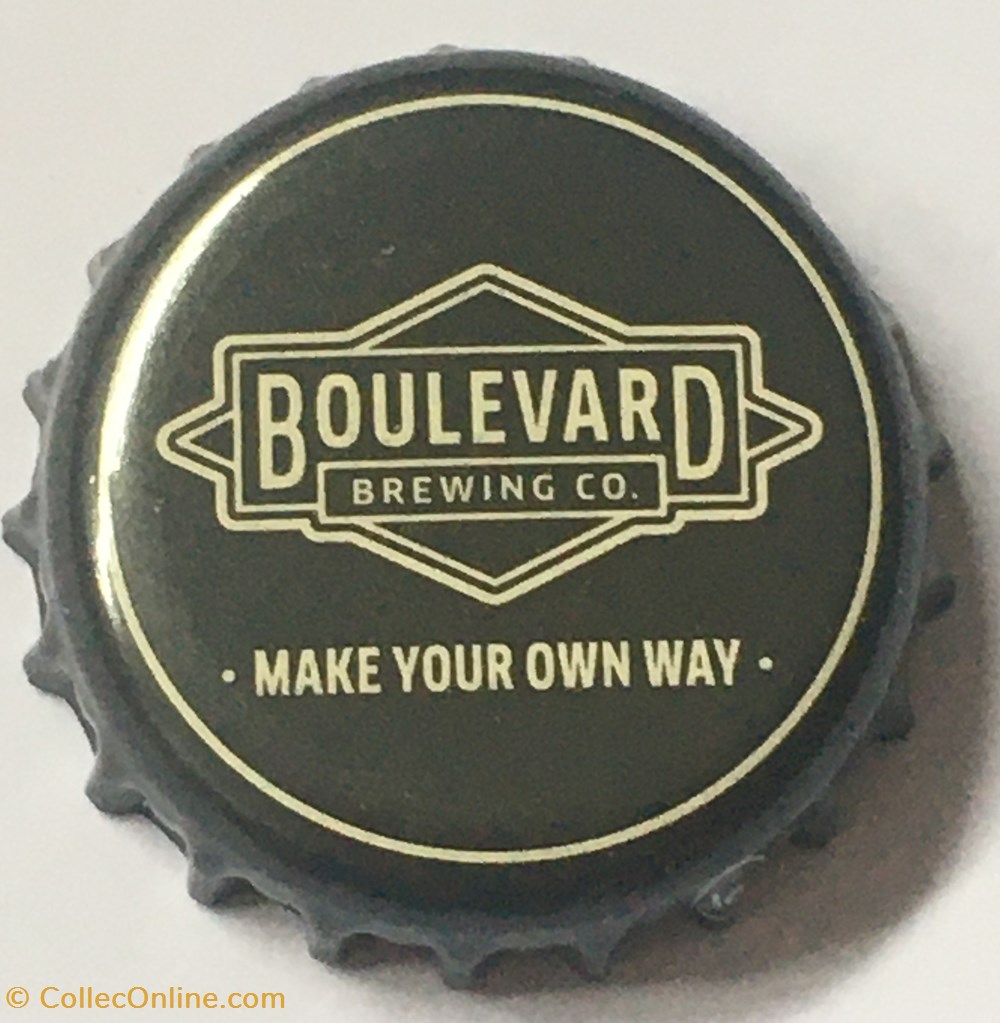 BOULEVARD
BREWING CO.
· MAKE YOUR OWN WAY ·
© CollecOnline.com